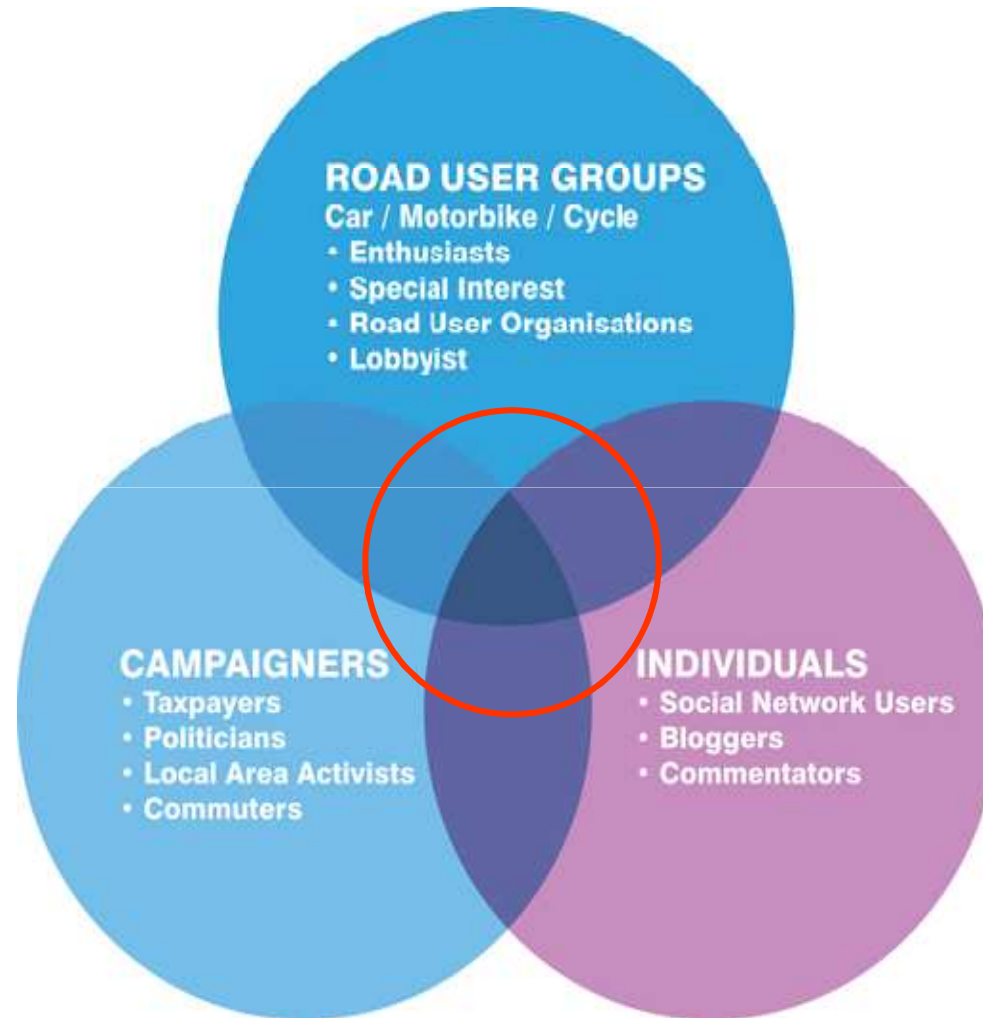 ROAD USER GROUPS
Car / Motorbike / Cycle
• Enthusiasts
• Special Interest
• Road User Organisations
• Lobbyist
CAMPAIGNERS
• Taxpayers
• Politicians
• Local Area Activists
• Commuters
INDIVIDUALS
• Social Network Users
• Bloggers
• Commentators